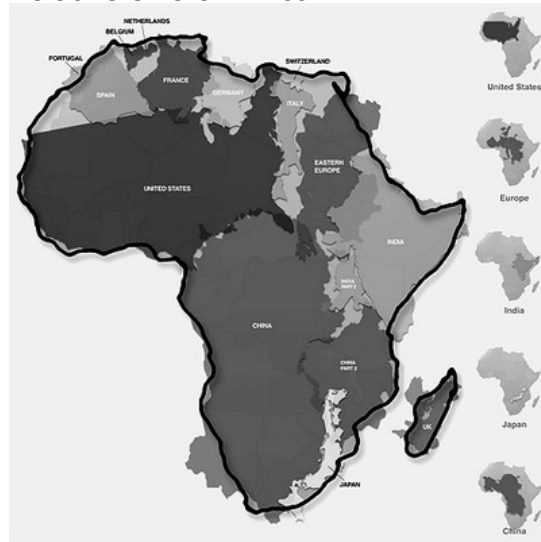 NETHERLANDS
BELGIUM
PORTUGAL
SWITZERLAND
SPAIN
FRANCE
GERMANY
ITALY
EASTERN
EUROPE
UNITED STATES
INDIA
INDIA
PART 2
CHINA
CHINA
PART 2
UK
JAPAN
United States
Europe
India
Japan
China